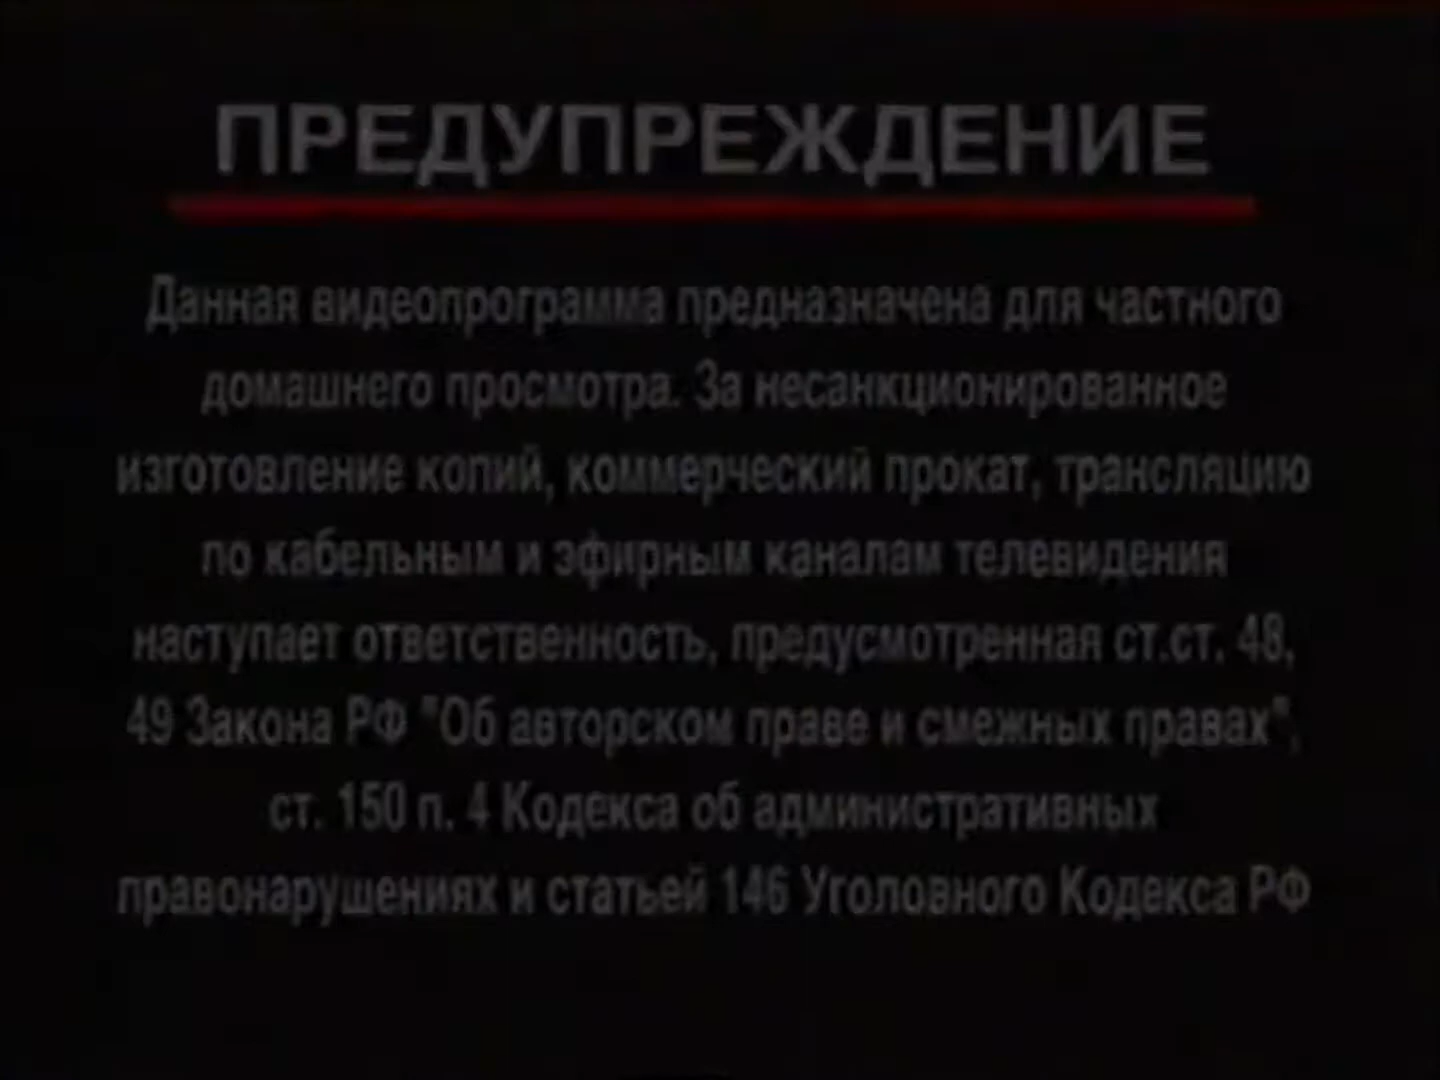 ПРЕДУПРЕЖДЕНИЕ
Данная видеопрограмма предназначена для частного
домашнего просмотра. За несанкционированное
изготовление копий, коммерческий прокат, трансляцию
по кабельным и эфирным каналам телевидения
наступает ответственность, предусмотренная ст.ст. 48,
49 Закона РФ "Об авторском праве и смежных правах",
ст. 150 п. 4 Кодекса об административных
правонарушениях и статьей 146 Уголовного Кодекса РФ